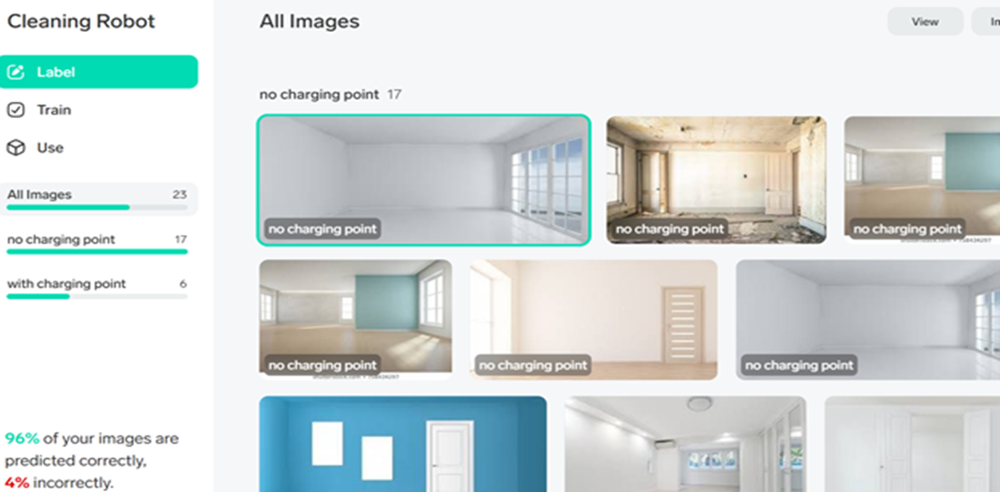 Cleaning Robot
Label
Train
Use
All Images 23
no charging point 17
with charging point 6
96% of your images are
predicted correctly,
4% incorrectly.
All Images
View
no charging point 17
no charging point
no charging point
no charging point
no charging point
no charging point
no charging point